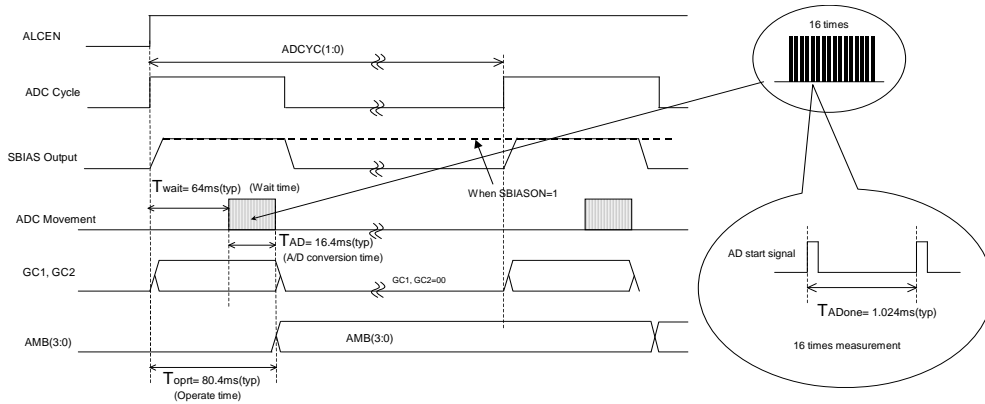 ALCEN
ADCYC(1:0)
ADC Cycle
SBIAS Output
When SBIASON=1
Twait= 64ms(typ) (Wait time)
ADC Movement
TAD= 16.4ms(typ)
(A/D conversion time)
GC1, GC2
GC1, GC2=00
AMB(3:0)
AMB(3:0)
Toprt= 80.4ms(typ)
(Operate time)
16 times
AD start signal
TADone= 1.024ms(typ)
16 times measurement